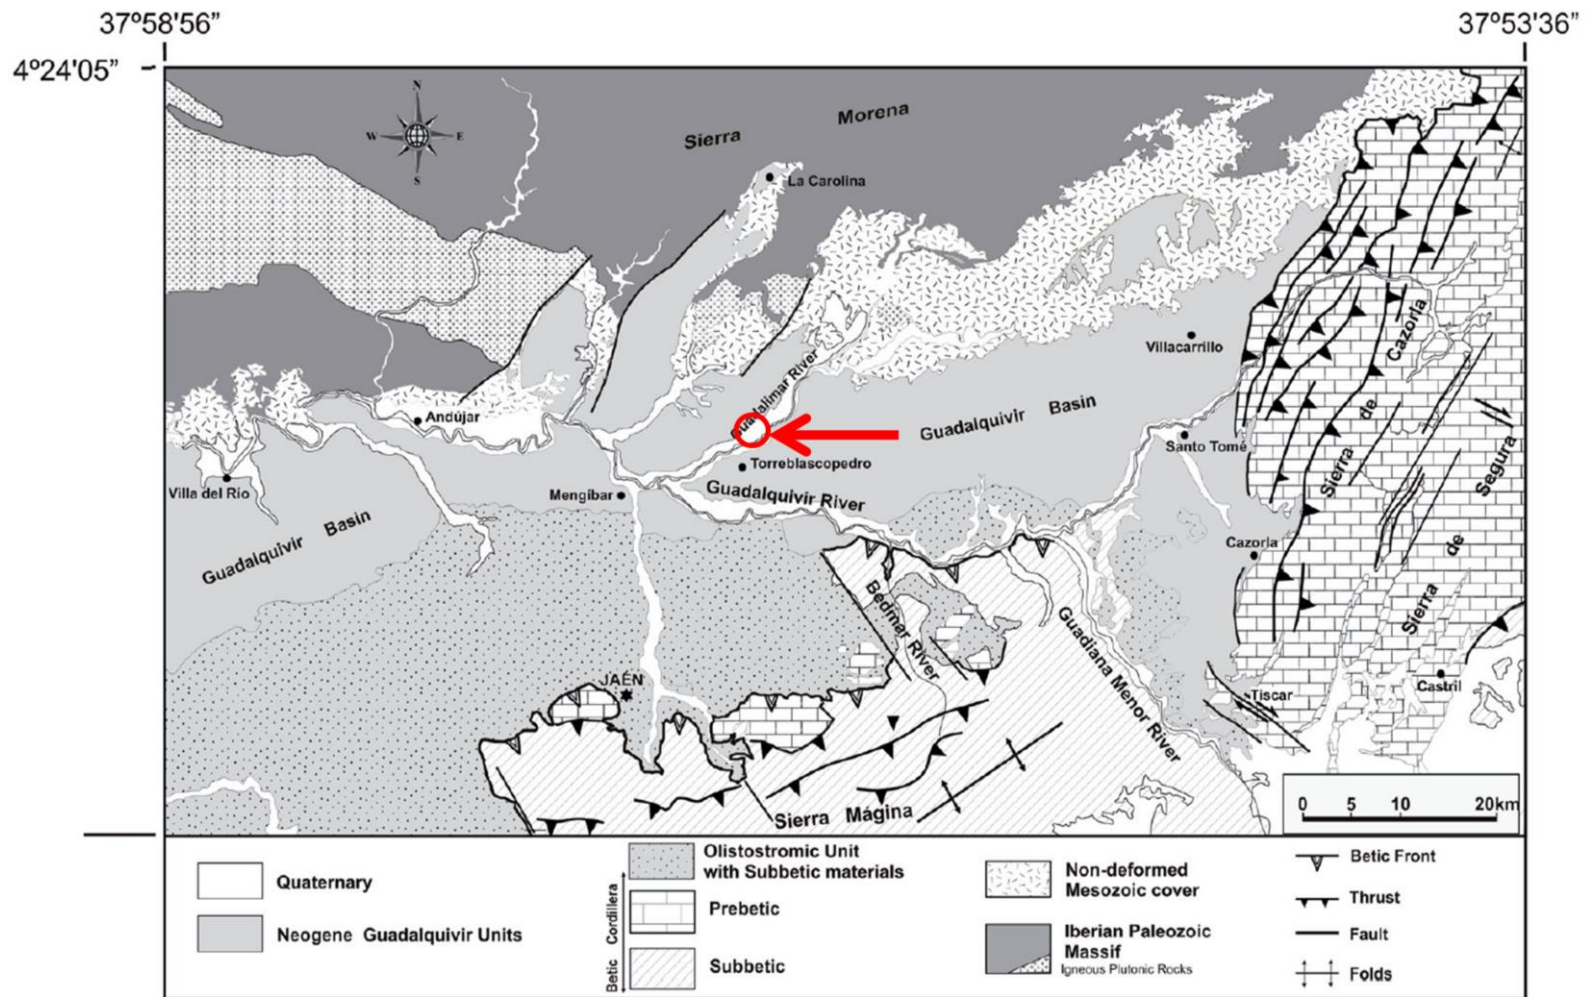 37º58'56”
37º53'36”
4º24'05”
N
W
E
S
Sierra Morena
La Carolina
Guadalimar River
Villacarrillo
Sierra de Cazorla
Andújar
Guadalquivir Basin
Santo Tomé
Torreblascopedro
Villa del Río
Mengíbar
Guadalquivir River
Sierra de Segura
Guadalquivir Basin
Cazorla
Bedmar River
Guadiana Menor River
JAÉN
Tiscar
Castril
Sierra Mágina
0 5 10 20km
Quaternary
Neogene Guadalquivir Units
Betic Cordillera
Olistostromic Unit
with Subbetic materials
Prebetic
Subbetic
Non-deformed
Mesozoic cover
Iberian Paleozoic
Massif
Igneous Plutonic Rocks
Betic Front
Thrust
Fault
Folds